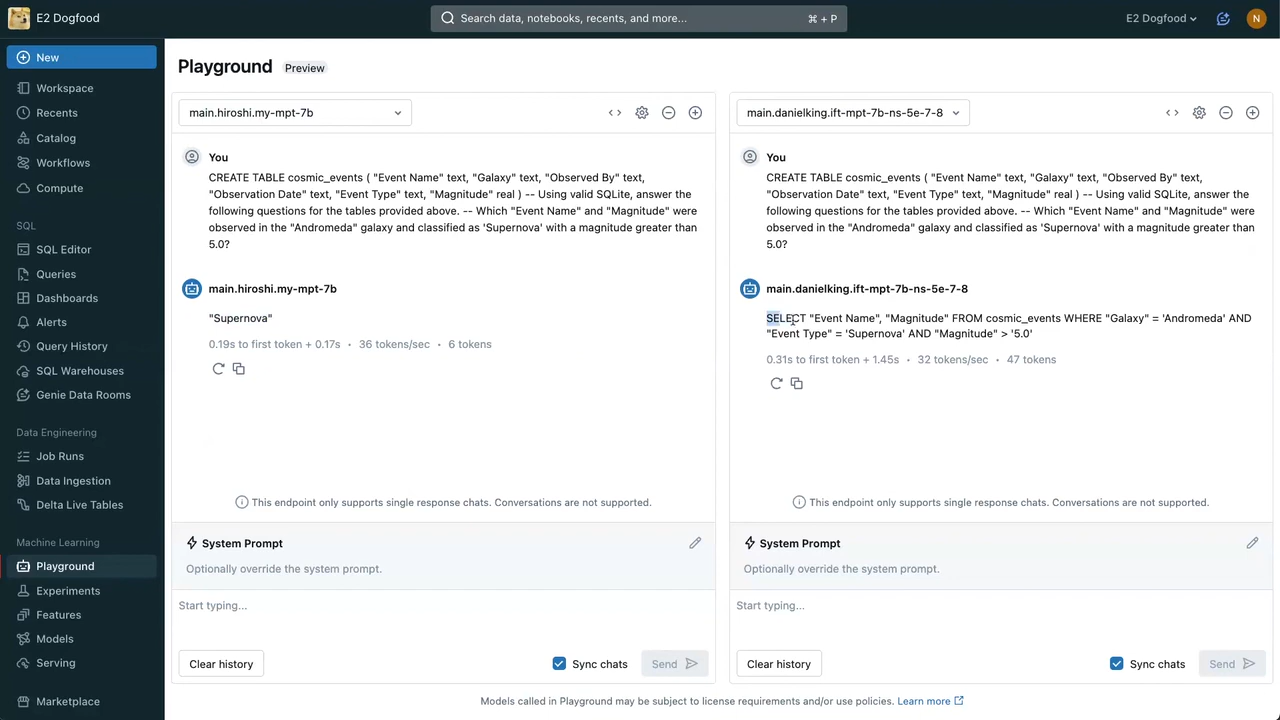 E2 Dogfood
Search data, notebooks, recents, and more...
⌘ + P
E2 Dogfood
N
New
Workspace
Recents
Catalog
Workflows
Compute
SQL
SQL Editor
Queries
Dashboards
Alerts
Query History
SQL Warehouses
Genie Data Rooms
Data Engineering
Job Runs
Data Ingestion
Delta Live Tables
Machine Learning
Playground
Experiments
Features
Models
Serving
Marketplace
Playground
Preview
main.hiroshi.my-mpt-7b
You
CREATE TABLE cosmic_events ( "Event Name" text, "Galaxy" text, "Observed By" text,
"Observation Date" text, "Event Type" text, "Magnitude" real ) -- Using valid SQLite, answer the
following questions for the tables provided above. -- Which "Event Name" and "Magnitude" were
observed in the "Andromeda" galaxy and classified as 'Supernova' with a magnitude greater than
5.0?
main.hiroshi.my-mpt-7b
"Supernova"
0.19s to first token + 0.17s • 36 tokens/sec • 6 tokens
This endpoint only supports single response chats. Conversations are not supported.
System Prompt
Optionally override the system prompt.
Start typing...
Clear history
Sync chats
Send
main.danielking.ift-mpt-7b-ns-5e-7-8
You
CREATE TABLE cosmic_events ( "Event Name" text, "Galaxy" text, "Observed By" text,
"Observation Date" text, "Event Type" text, "Magnitude" real ) -- Using valid SQLite, answer the
following questions for the tables provided above. -- Which "Event Name" and "Magnitude" were
observed in the "Andromeda" galaxy and classified as 'Supernova' with a magnitude greater than
5.0?
main.danielking.ift-mpt-7b-ns-5e-7-8
SELECT "Event Name", "Magnitude" FROM cosmic_events WHERE "Galaxy" = 'Andromeda' AND
"Event Type" = 'Supernova' AND "Magnitude" > '5.0'
0.31s to first token + 1.45s • 32 tokens/sec • 47 tokens
This endpoint only supports single response chats. Conversations are not supported.
System Prompt
Optionally override the system prompt.
Start typing...
Clear history
Sync chats
Send
Models called in Playground may be subject to license requirements and/or use policies. Learn more